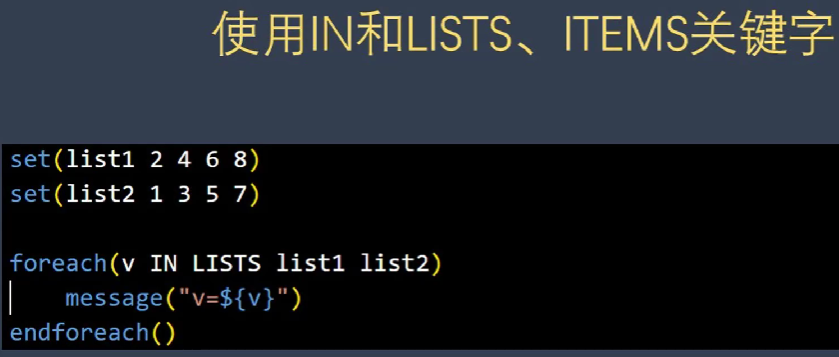 使用IN和LISTS、ITEMS关键字
set(list1 2 4 6 8)
set(list2 1 3 5 7)
foreach(v IN LISTS list1 list2)
    message("v=${v}")
endforeach()